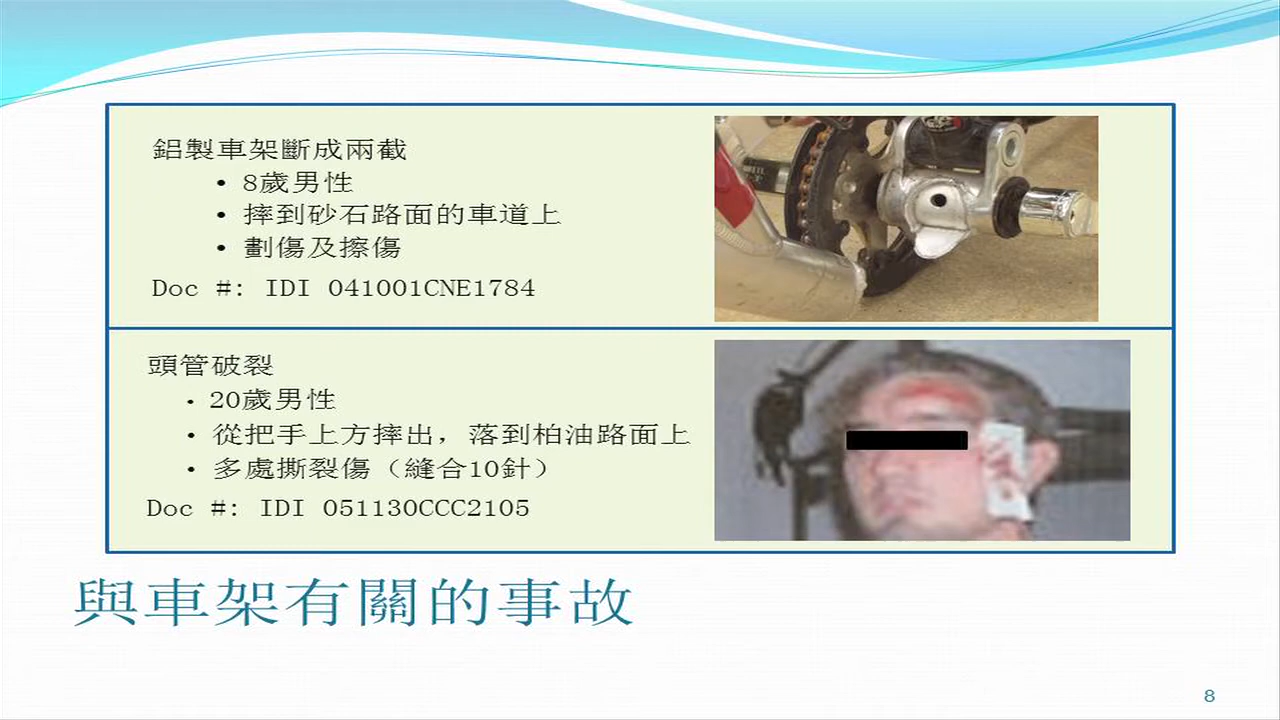 鋁製車架斷成兩截
• 8歲男性
• 摔到砂石路面的車道上
• 劃傷及擦傷
Doc #: IDI 041001CNE1784
頭管破裂
• 20歲男性
• 從把手上方摔出，落到柏油路面上
• 多處撕裂傷（縫合10針）
Doc #: IDI 051130CCC2105
與車架有關的事故
8